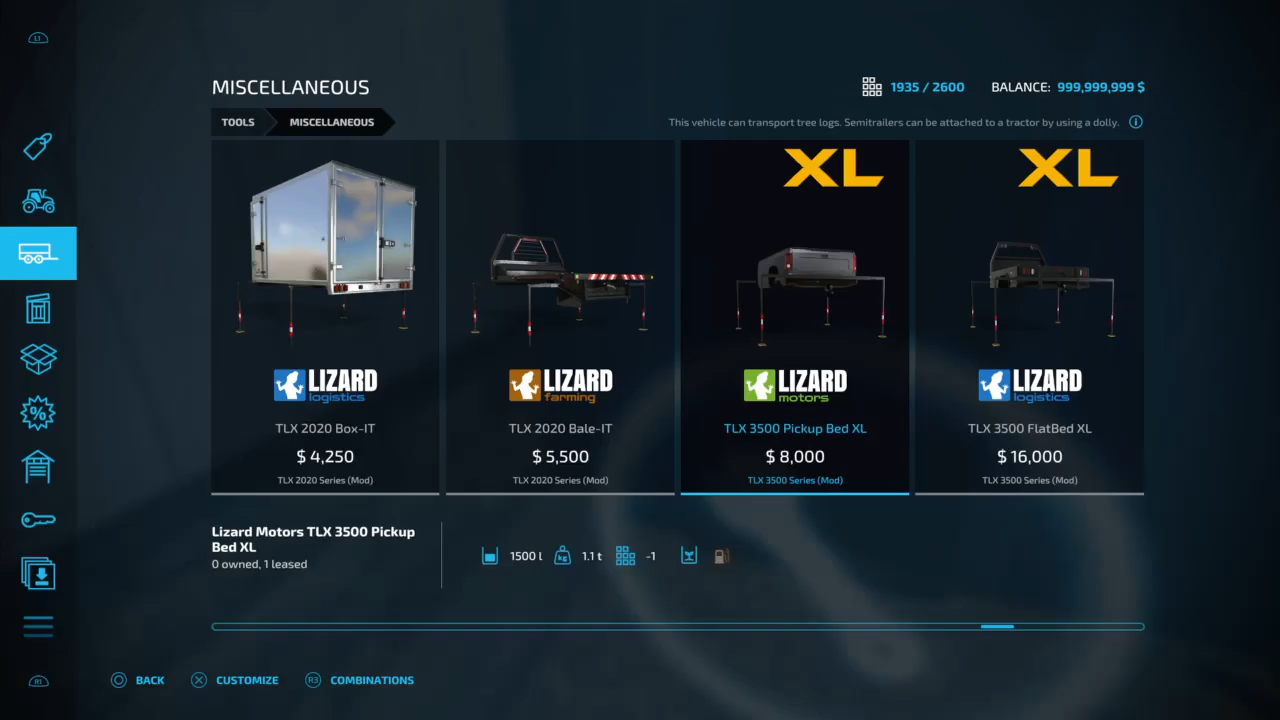 L1
MISCELLANEOUS
1935 / 2600
BALANCE: 999,999,999 $
TOOLS
MISCELLANEOUS
This vehicle can transport tree logs. Semitrailers can be attached to a tractor by using a dolly.
XL
XL
LIZARD
logistics
LIZARD
farming
LIZARD
motors
LIZARD
logistics
TLX 2020 Box-IT
TLX 2020 Bale-IT
TLX 3500 Pickup Bed XL
TLX 3500 FlatBed XL
$ 4,250
$ 5,500
$ 8,000
$ 16,000
TLX 2020 Series (Mod)
TLX 2020 Series (Mod)
TLX 3500 Series (Mod)
TLX 3500 Series (Mod)
Lizard Motors TLX 3500 Pickup
Bed XL
0 owned, 1 leased
1500 l
kg
1.1 t
-1
R1
BACK
CUSTOMIZE
R3
COMBINATIONS